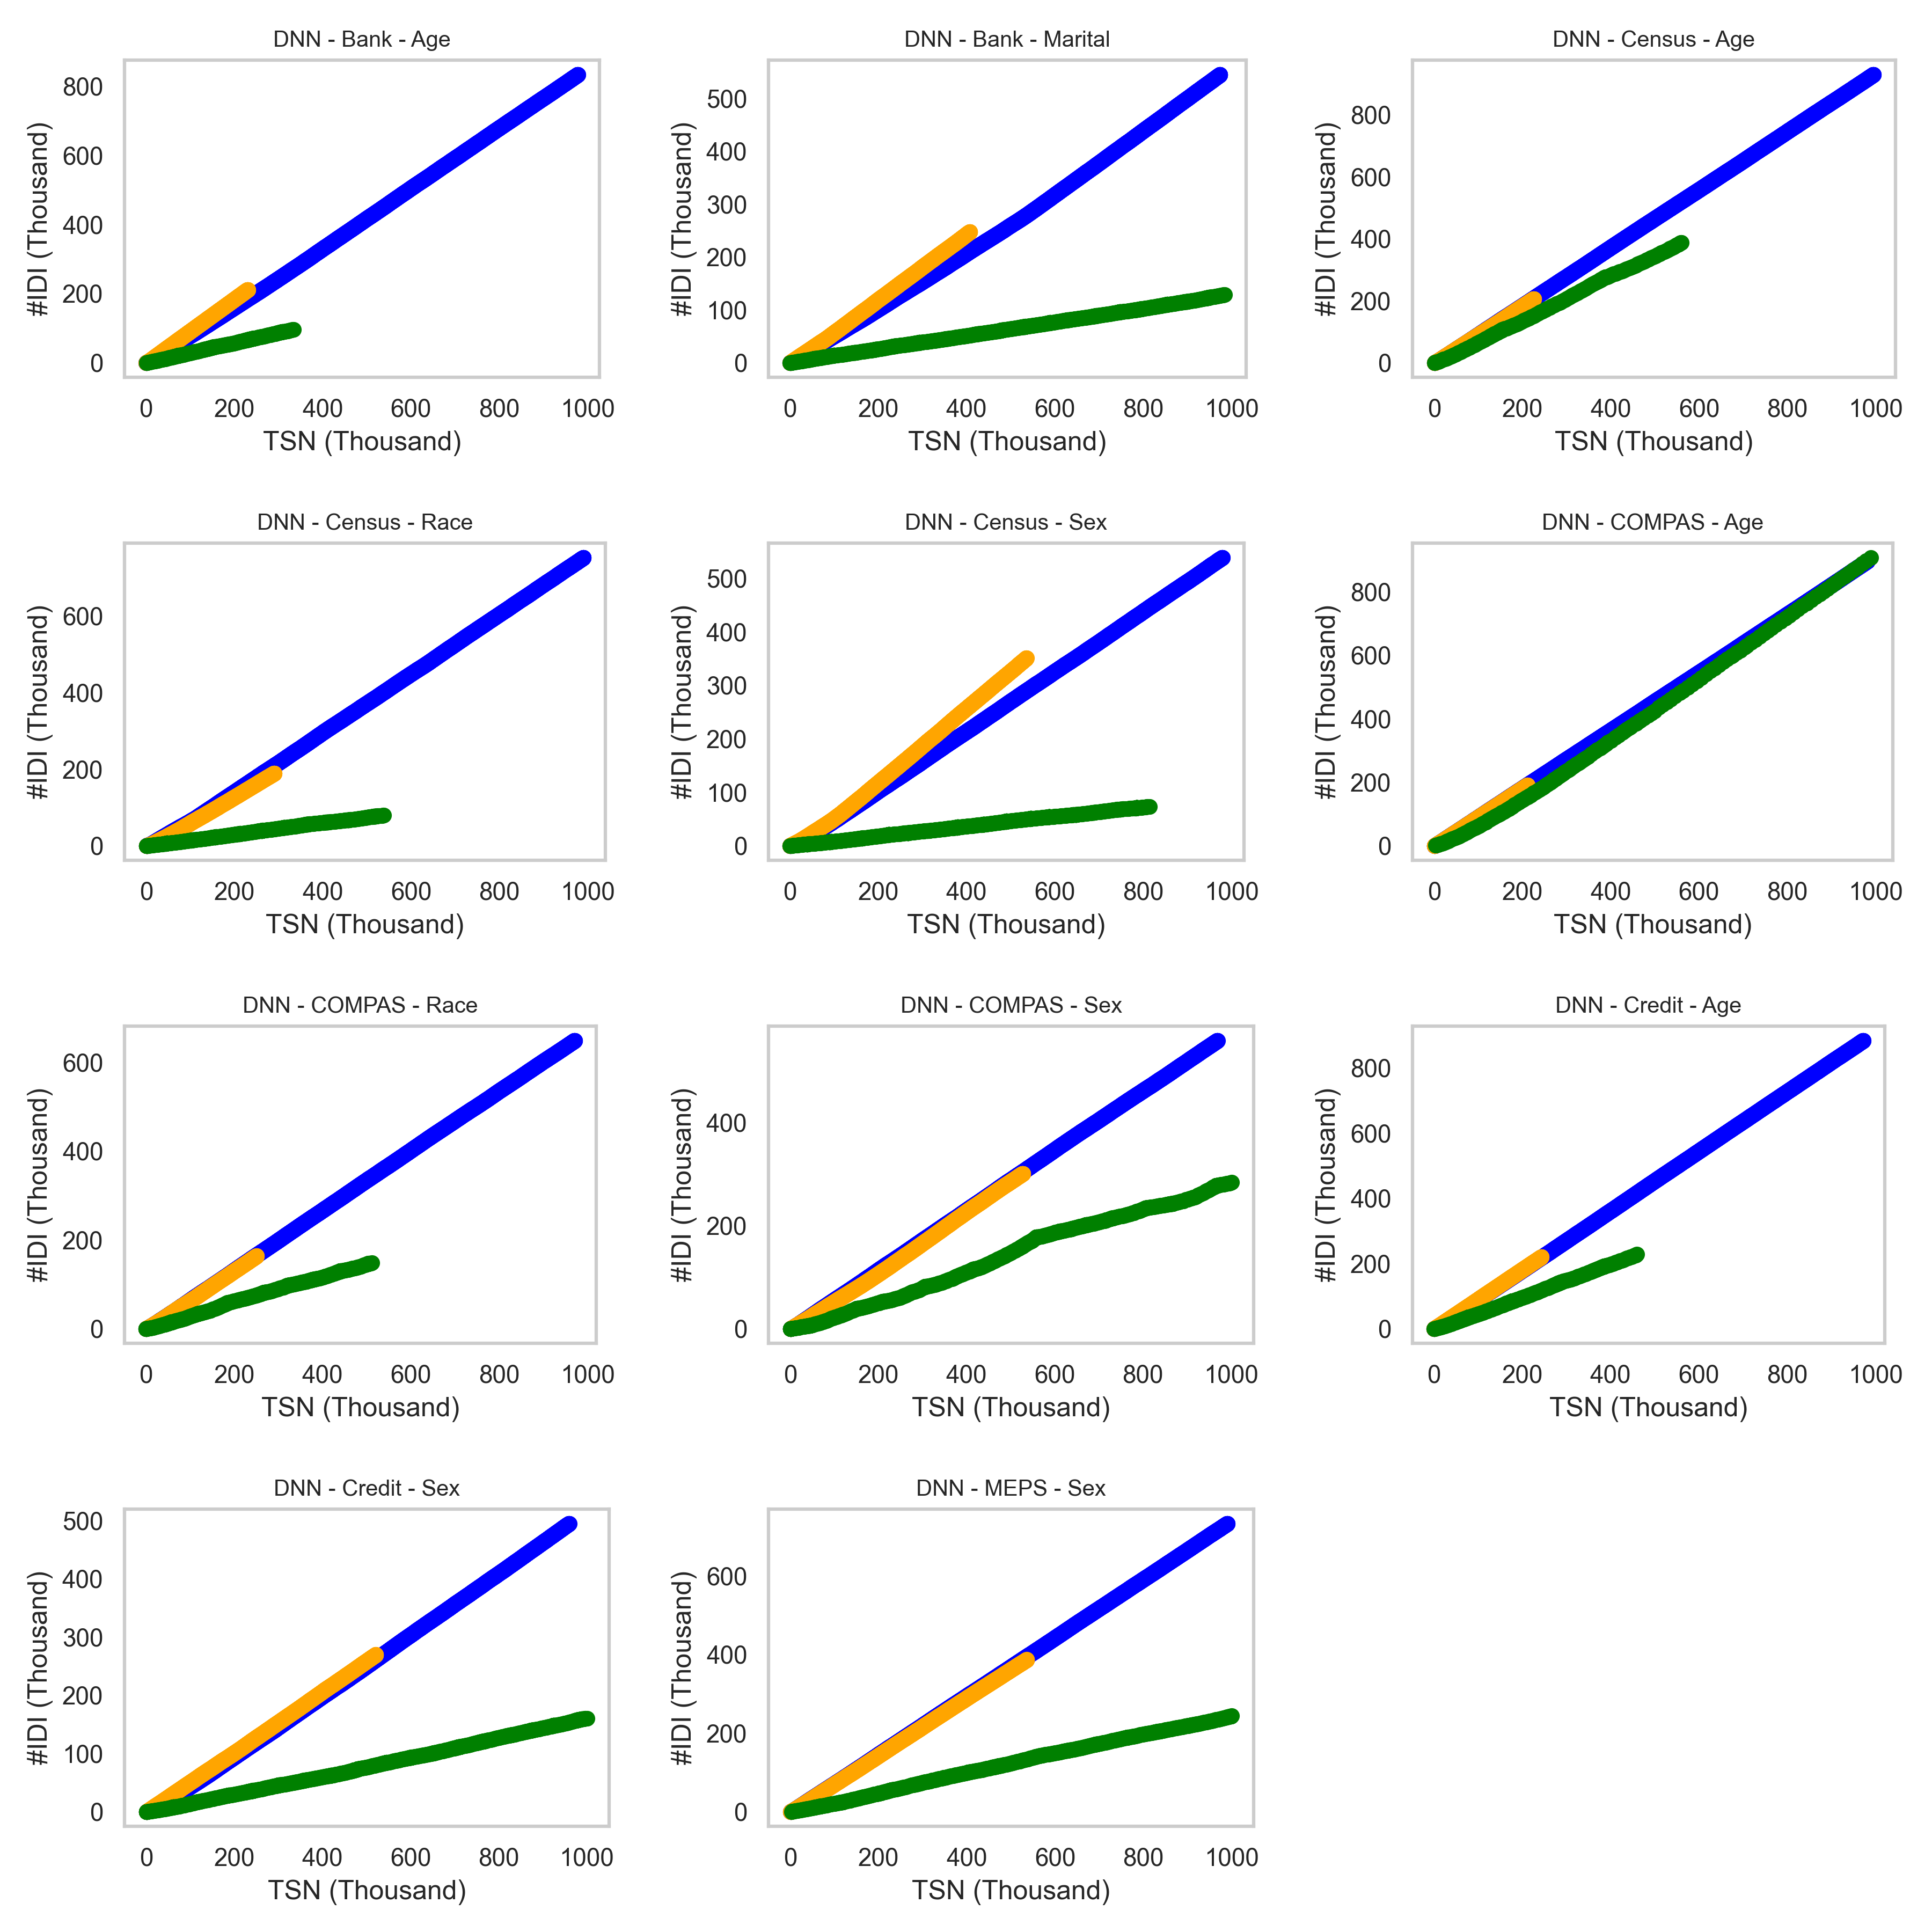 DNN - Bank - Age
#IDI (Thousand)
800
600
400
200
0
0 200 400 600 800 1000
TSN (Thousand)
DNN - Bank - Marital
#IDI (Thousand)
500
400
300
200
100
0
0 200 400 600 800 1000
TSN (Thousand)
DNN - Census - Age
#IDI (Thousand)
800
600
400
200
0
0 200 400 600 800 1000
TSN (Thousand)
DNN - Census - Race
#IDI (Thousand)
600
400
200
0
0 200 400 600 800 1000
TSN (Thousand)
DNN - Census - Sex
#IDI (Thousand)
500
400
300
200
100
0
0 200 400 600 800 1000
TSN (Thousand)
DNN - COMPAS - Age
#IDI (Thousand)
800
600
400
200
0
0 200 400 600 800 1000
TSN (Thousand)
DNN - COMPAS - Race
#IDI (Thousand)
600
400
200
0
0 200 400 600 800 1000
TSN (Thousand)
DNN - COMPAS - Sex
#IDI (Thousand)
400
200
0
0 200 400 600 800 1000
TSN (Thousand)
DNN - Credit - Age
#IDI (Thousand)
800
600
400
200
0
0 200 400 600 800 1000
TSN (Thousand)
DNN - Credit - Sex
#IDI (Thousand)
500
400
300
200
100
0
0 200 400 600 800 1000
TSN (Thousand)
DNN - MEPS - Sex
#IDI (Thousand)
600
400
200
0
0 200 400 600 800 1000
TSN (Thousand)